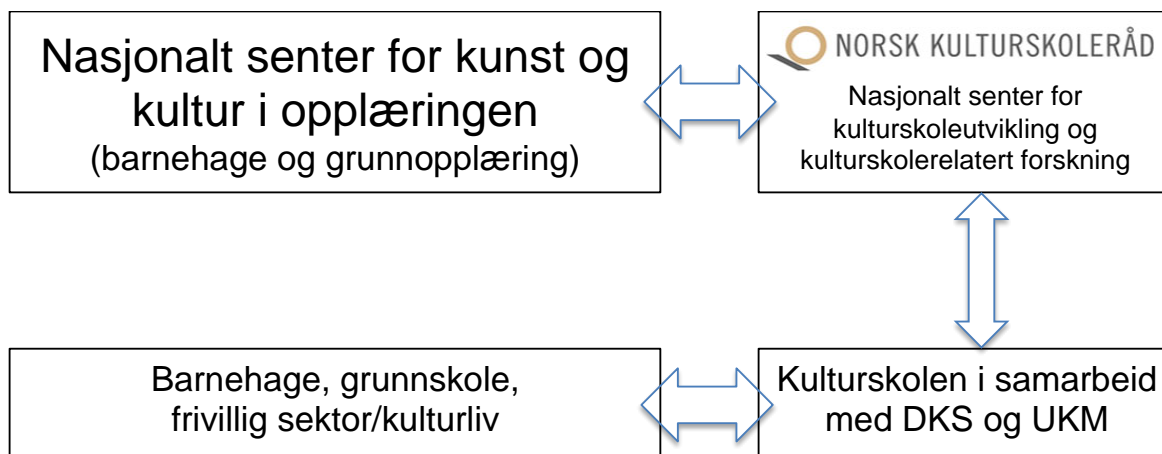 Nasjonalt senter for kunst og
kultur i opplæringen
(barnehage og grunnopplæring)
NORSK KULTURSKOLERÅD
Nasjonalt senter for
kulturskoleutvikling og
kulturskolerelatert forskning
Barnehage, grunnskole,
frivillig sektor/kulturliv
Kulturskolen i samarbeid
med DKS og UKM